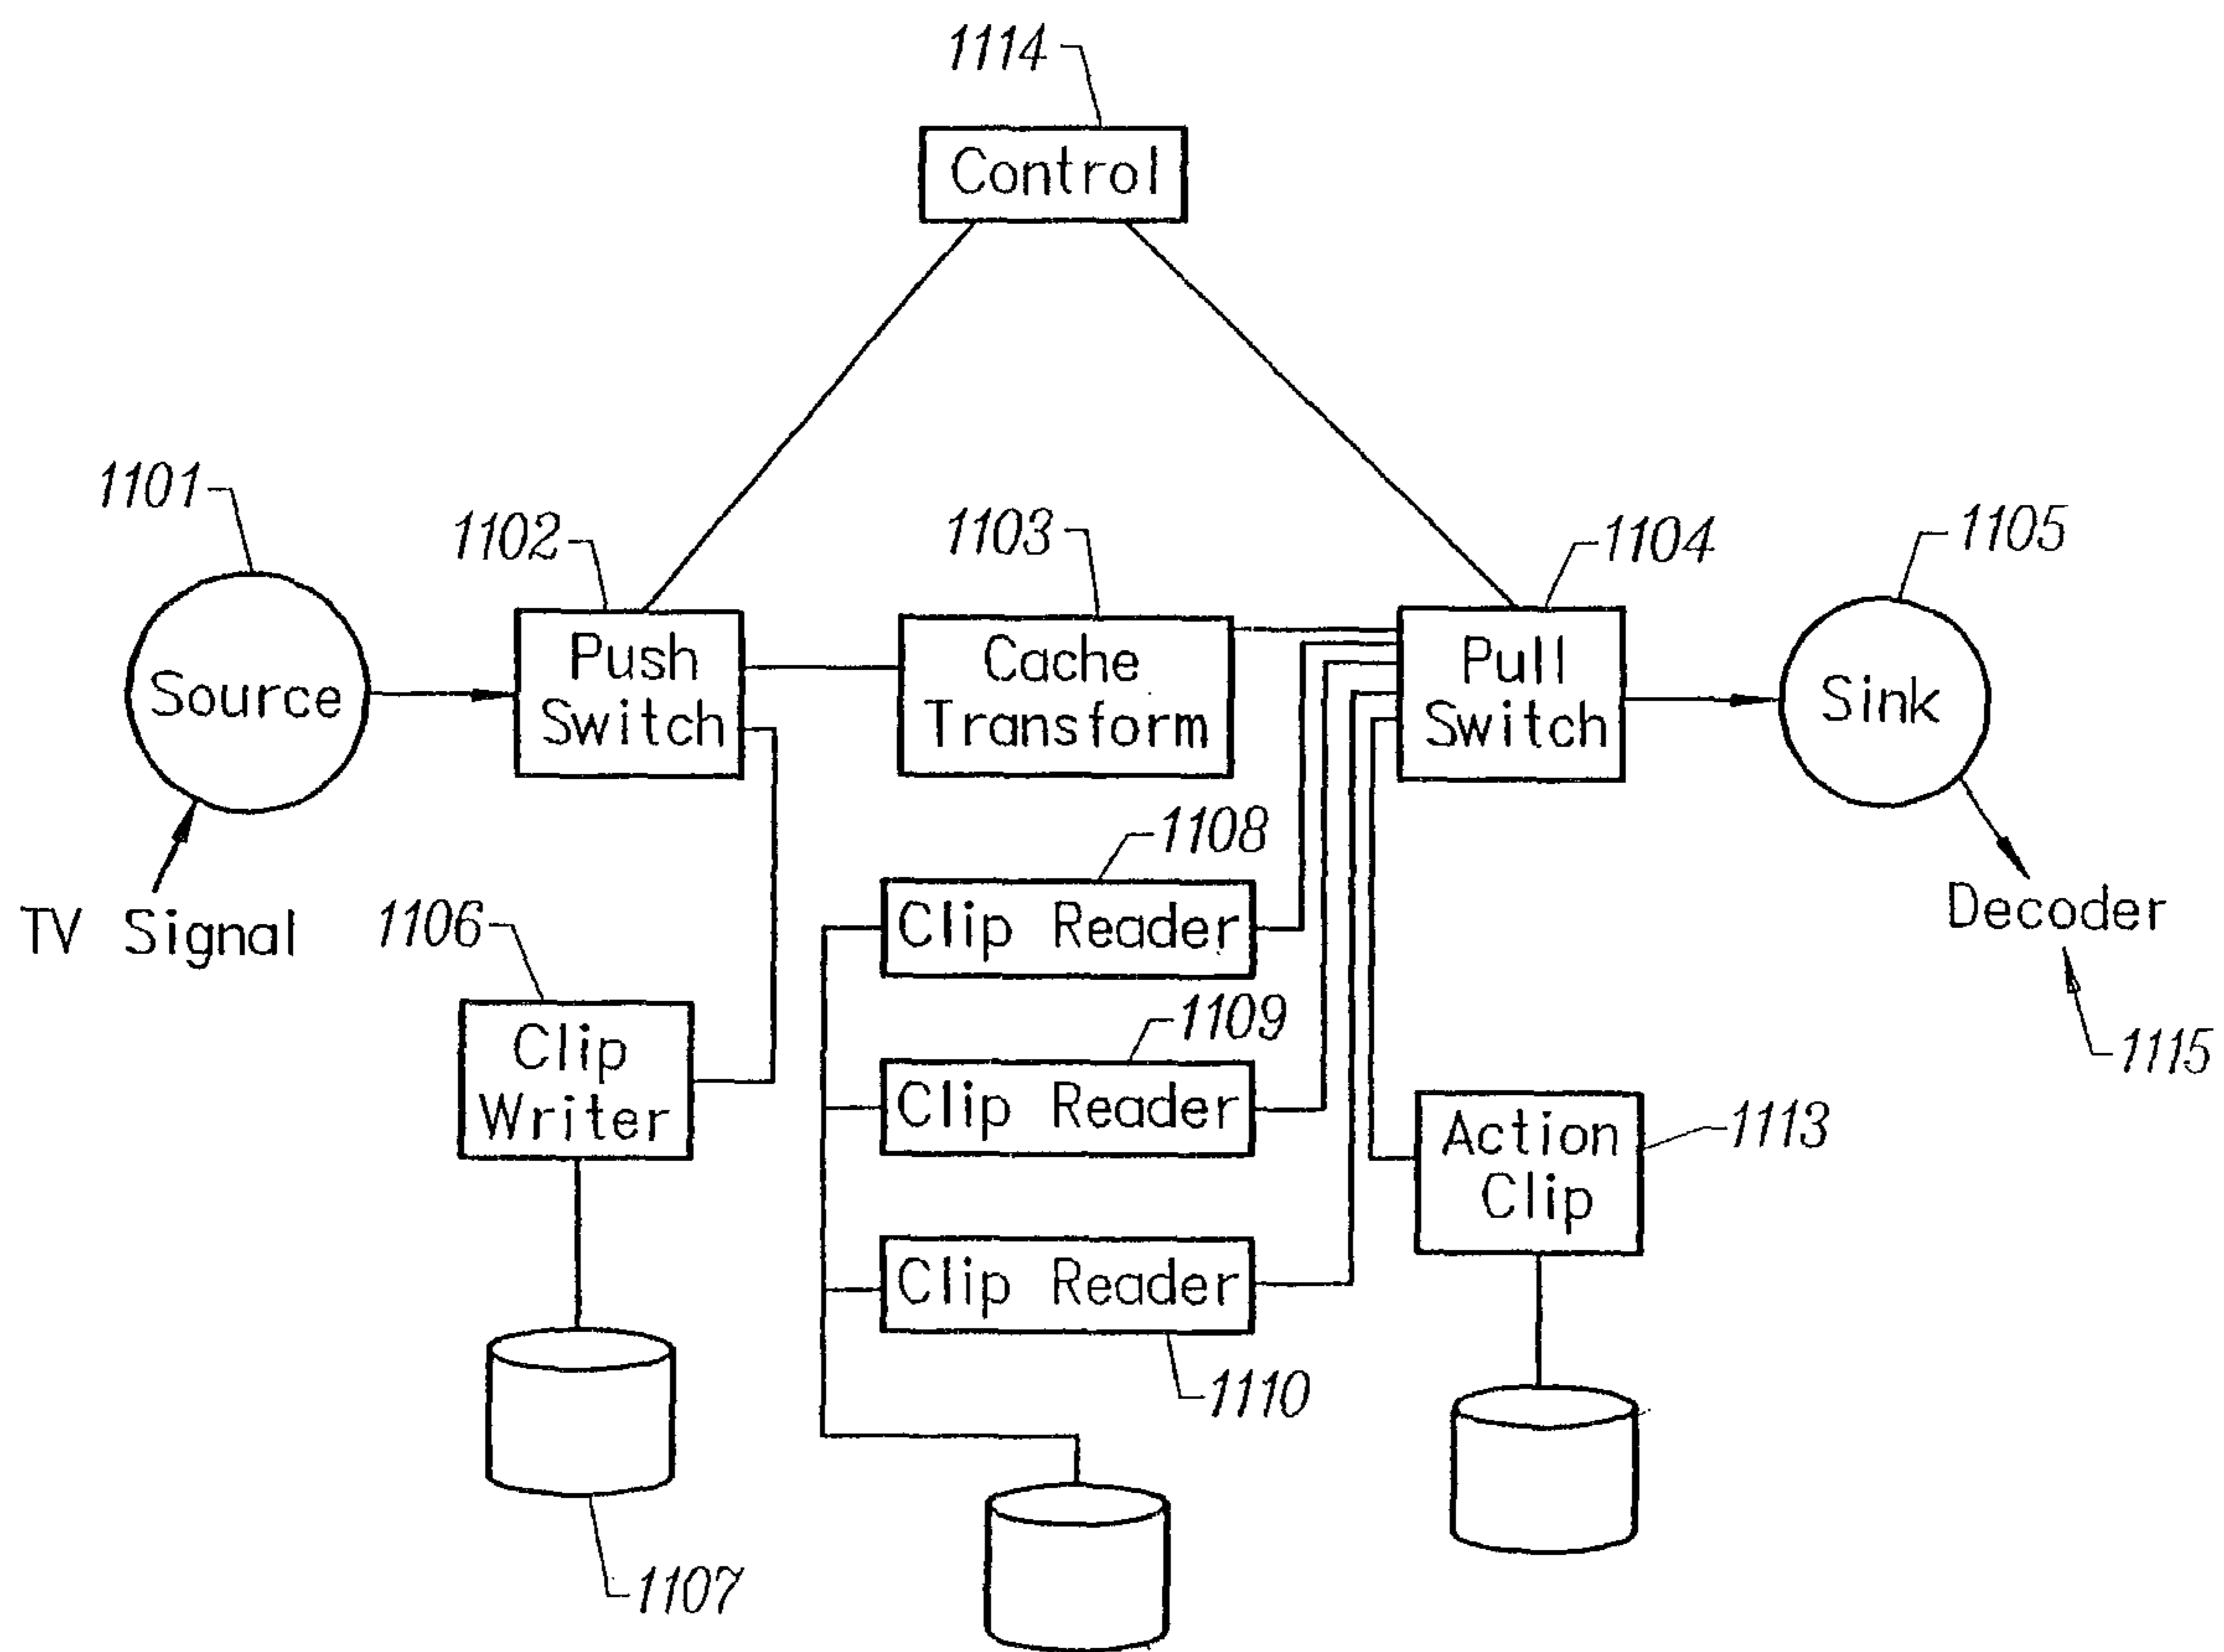 1114
Control
1101
1102
1103
1104
1105
Source
Push
Switch
Cache
Transform
Pull
Switch
Sink
TV Signal
1106
1108
Clip Reader
Decoder
1115
Clip
Writer
1109
Clip Reader
Action
Clip
1113
Clip Reader
1110
1107